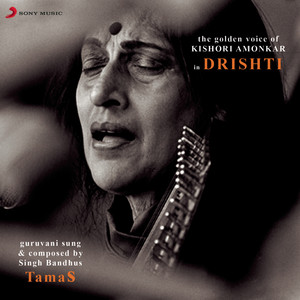 SONY MUSIC
the golden voice of
KISHORI AMONKAR
in DRISHTI
guruvani sung
& composed by
Singh Bandhus
TamaS